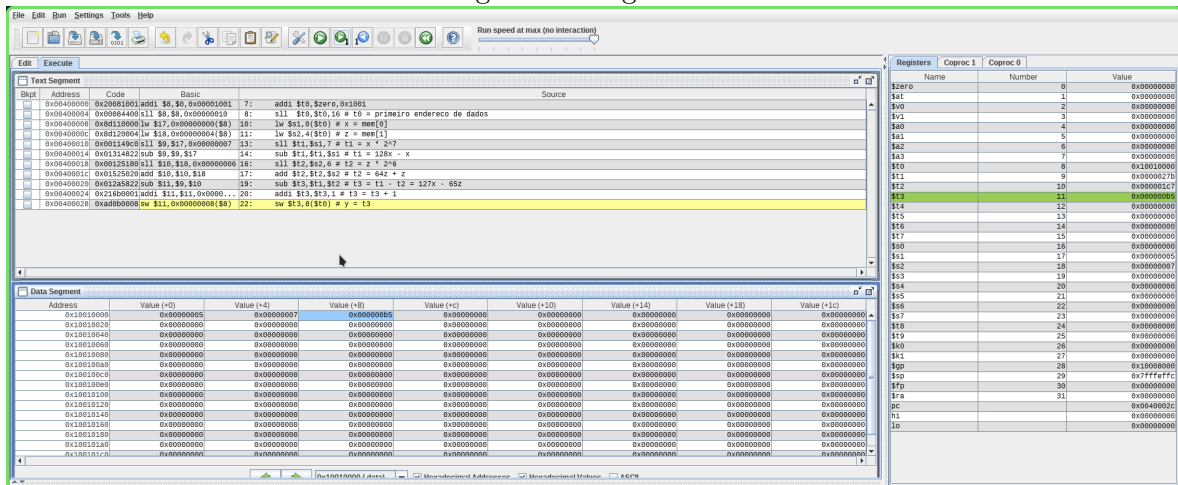 File Edit Run Settings Tools Help
Run speed at max (no interaction)
Edit Execute
Text Segment
Bkpt Address Code Basic Source
0x00400000 0x20081001 addi $8,$0,0x00001001 7: addi $t0,$zero,0x1001
0x00400004 0x00084400 sll $8,$8,0x00000010 8: sll $t0,$t0,16 # t0 = primeiro endereco de dados
0x00400008 0x8d110000 lw $17,0x00000000($8) 10: lw $s1,0($t0) # x = mem[0]
0x0040000c 0x8d120004 lw $18,0x00000004($8) 11: lw $s2,4($t0) # z = mem[1]
0x00400010 0x001149c0 sll $9,$17,0x00000007 13: sll $t1,$s1,7 # t1 = x * 2^7
0x00400014 0x01314822 sub $9,$9,$17 14: sub $t1,$t1,$s1 # t1 = 128x - x
0x00400018 0x00125180 sll $10,$18,0x00000006 16: sll $t2,$s2,6 # t2 = z * 2^6
0x0040001c 0x01525020 add $10,$10,$18 17: add $t2,$t2,$s2 # t2 = 64z + z
0x00400020 0x012a5822 sub $11,$9,$10 19: sub $t3,$t1,$t2 # t3 = t1 - t2 = 127x - 65z
0x00400024 0x216b0001 addi $11,$11,0x0000... 20: addi $t3,$t3,1 # t3 = t3 + 1
0x00400028 0xad0b0008 sw $11,0x00000008($8) 22: sw $t3,8($t0) # y = t3
Data Segment
Address Value (+0) Value (+4) Value (+8) Value (+c) Value (+10) Value (+14) Value (+18) Value (+1c)
0x10010000 0x00000005 0x00000007 0x000000b5 0x00000000 0x00000000 0x00000000 0x00000000 0x00000000
0x10010020 0x00000000 0x00000000 0x00000000 0x00000000 0x00000000 0x00000000 0x00000000 0x00000000
0x10010040 0x00000000 0x00000000 0x00000000 0x00000000 0x00000000 0x00000000 0x00000000 0x00000000
0x10010060 0x00000000 0x00000000 0x00000000 0x00000000 0x00000000 0x00000000 0x00000000 0x00000000
0x10010080 0x00000000 0x00000000 0x00000000 0x00000000 0x00000000 0x00000000 0x00000000 0x00000000
0x100100a0 0x00000000 0x00000000 0x00000000 0x00000000 0x00000000 0x00000000 0x00000000 0x00000000
0x100100c0 0x00000000 0x00000000 0x00000000 0x00000000 0x00000000 0x00000000 0x00000000 0x00000000
0x100100e0 0x00000000 0x00000000 0x00000000 0x00000000 0x00000000 0x00000000 0x00000000 0x00000000
0x10010100 0x00000000 0x00000000 0x00000000 0x00000000 0x00000000 0x00000000 0x00000000 0x00000000
0x10010120 0x00000000 0x00000000 0x00000000 0x00000000 0x00000000 0x00000000 0x00000000 0x00000000
0x10010140 0x00000000 0x00000000 0x00000000 0x00000000 0x00000000 0x00000000 0x00000000 0x00000000
0x10010160 0x00000000 0x00000000 0x00000000 0x00000000 0x00000000 0x00000000 0x00000000 0x00000000
0x10010180 0x00000000 0x00000000 0x00000000 0x00000000 0x00000000 0x00000000 0x00000000 0x00000000
0x100101a0 0x00000000 0x00000000 0x00000000 0x00000000 0x00000000 0x00000000 0x00000000 0x00000000
0x100101c0 0x00000000 0x00000000 0x00000000 0x00000000 0x00000000 0x00000000 0x00000000 0x00000000
0x10010000 (.data) Hexadecimal Addresses Hexadecimal Values ASCII
Registers Coproc 1 Coproc 0
Name Number Value
$zero 0 0x00000000
$at 1 0x00000000
$v0 2 0x00000000
$v1 3 0x00000000
$a0 4 0x00000000
$a1 5 0x00000000
$a2 6 0x00000000
$a3 7 0x00000000
$t0 8 0x10010000
$t1 9 0x0000027b
$t2 10 0x000001c7
$t3 11 0x000000b5
$t4 12 0x00000000
$t5 13 0x00000000
$t6 14 0x00000000
$t7 15 0x00000000
$s0 16 0x00000000
$s1 17 0x00000005
$s2 18 0x00000007
$s3 19 0x00000000
$s4 20 0x00000000
$s5 21 0x00000000
$s6 22 0x00000000
$s7 23 0x00000000
$t8 24 0x00000000
$t9 25 0x00000000
$k0 26 0x00000000
$k1 27 0x00000000
$gp 28 0x10008000
$sp 29 0x7fffeffc
$fp 30 0x00000000
$ra 31 0x00000000
pc 0x0040002c
hi 0x00000000
lo 0x00000000